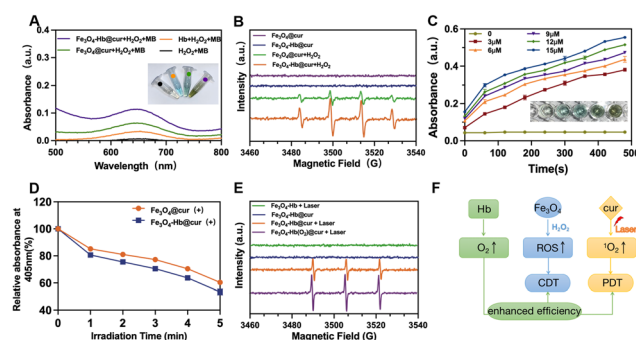 A
Fe₃O₄-Hb@cur+H₂O₂+MB
Hb+H₂O₂+MB
Fe₃O₄@cur+H₂O₂+MB
H₂O₂+MB
Absorbance (a.u.)
0.4
0.3
0.2
0.1
0.0
500
600
700
800
Wavelength (nm)
B
Fe₃O₄@cur
Fe₃O₄-Hb@cur
Fe₃O₄@cur+H₂O₂
Fe₃O₄-Hb@cur+H₂O₂
Intensity (a.u.)
3460
3480
3500
3520
3540
Magnetic Field (G)
C
0
9μM
3μM
12μM
6μM
15μM
Absorbance (a.u.)
0.6
0.4
0.2
0.0
0
100
200
300
400
500
Time(s)
D
Fe₃O₄@cur (+)
Fe₃O₄-Hb@cur (+)
Relative absorbance at
405nm(%)
120
100
80
60
40
0
1
2
3
4
5
Irradiation Time (min)
E
Fe₃O₄-Hb + Laser
Fe₃O₄-Hb@cur
Fe₃O₄-Hb@cur + Laser
Fe₃O₄-Hb(O₂)@cur + Laser
Intensity (a.u.)
3460
3480
3500
3520
3540
Magnetic Field (G)
F
Hb
Fe₃O₄
cur
H₂O₂
Laser
O₂↑
ROS↑
¹O₂↑
CDT
PDT
enhanced efficiency